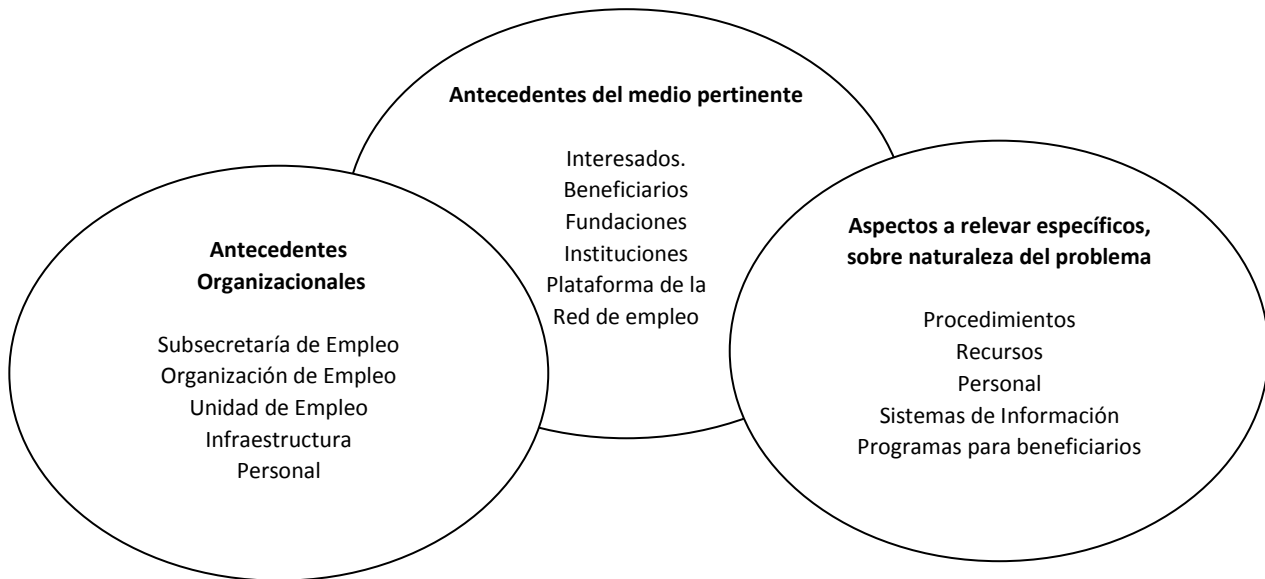 Antecedentes del medio pertinente
Interesados.
Beneficiarios
Fundaciones
Instituciones
Plataforma de la
Red de empleo
Antecedentes
Organizacionales
Subsecretaría de Empleo
Organización de Empleo
Unidad de Empleo
Infraestructura
Personal
Aspectos a relevar específicos,
sobre naturaleza del problema
Procedimientos
Recursos
Personal
Sistemas de Información
Programas para beneficiarios